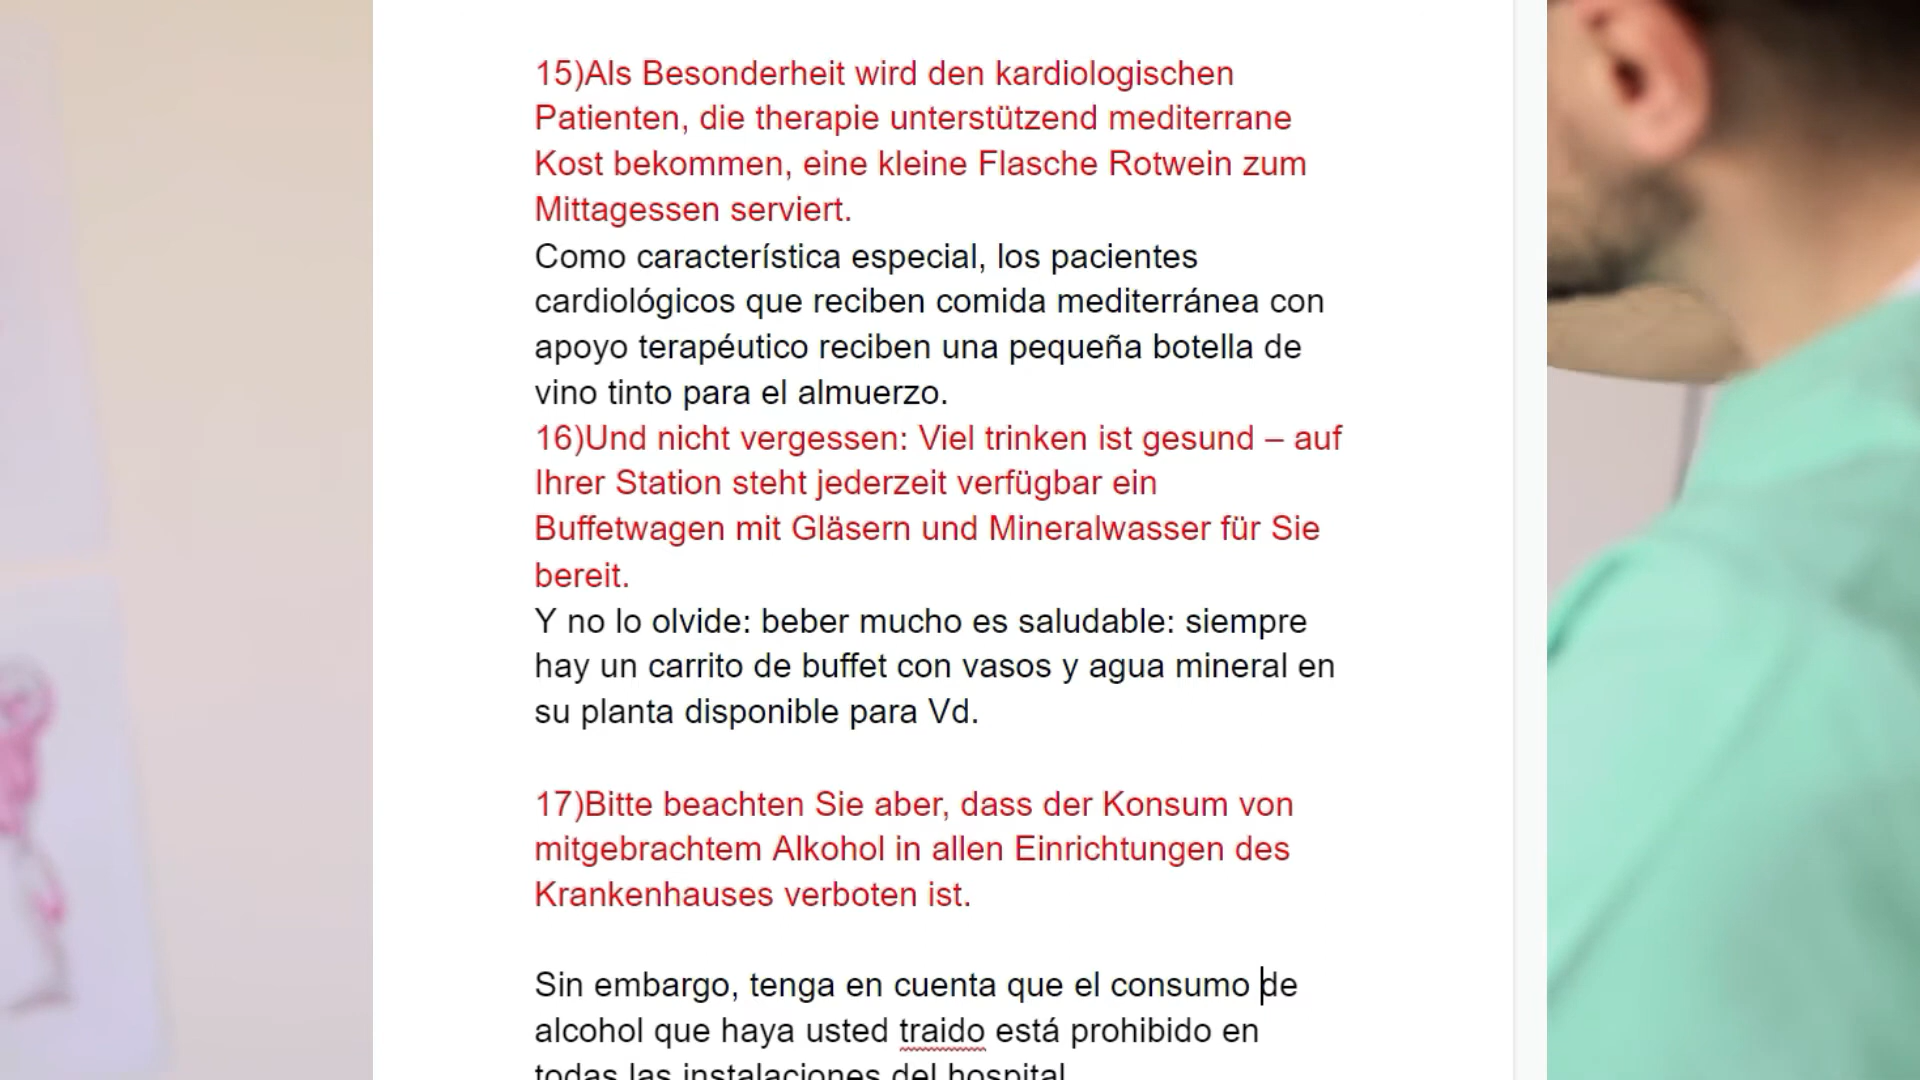 15)Als Besonderheit wird den kardiologischen
Patienten, die therapie unterstützend mediterrane
Kost bekommen, eine kleine Flasche Rotwein zum
Mittagessen serviert.
Como característica especial, los pacientes
cardiológicos que reciben comida mediterránea con
apoyo terapéutico reciben una pequeña botella de
vino tinto para el almuerzo.
16)Und nicht vergessen: Viel trinken ist gesund – auf
Ihrer Station steht jederzeit verfügbar ein
Buffetwagen mit Gläsern und Mineralwasser für Sie
bereit.
Y no lo olvide: beber mucho es saludable: siempre
hay un carrito de buffet con vasos y agua mineral en
su planta disponible para Vd.
17)Bitte beachten Sie aber, dass der Konsum von
mitgebrachtem Alkohol in allen Einrichtungen des
Krankenhauses verboten ist.
Sin embargo, tenga en cuenta que el consumo de
alcohol que haya usted traido está prohibido en
todas las instalaciones del hospital